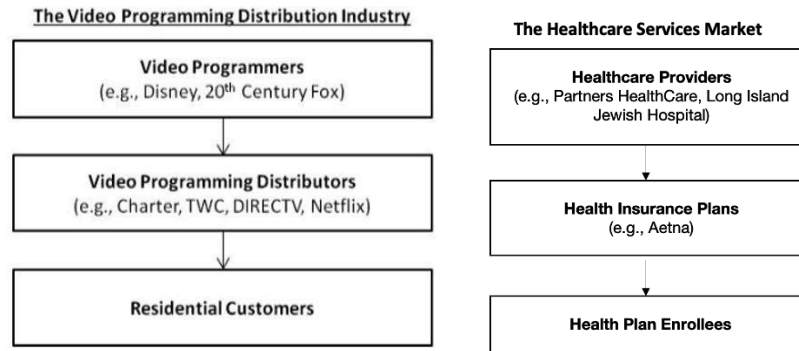 The Video Programming Distribution Industry
Video Programmers
(e.g., Disney, 20th Century Fox)
Video Programming Distributors
(e.g., Charter, TWC, DIRECTV, Netflix)
Residential Customers
The Healthcare Services Market
Healthcare Providers
(e.g., Partners HealthCare, Long Island
Jewish Hospital)
Health Insurance Plans
(e.g., Aetna)
Health Plan Enrollees